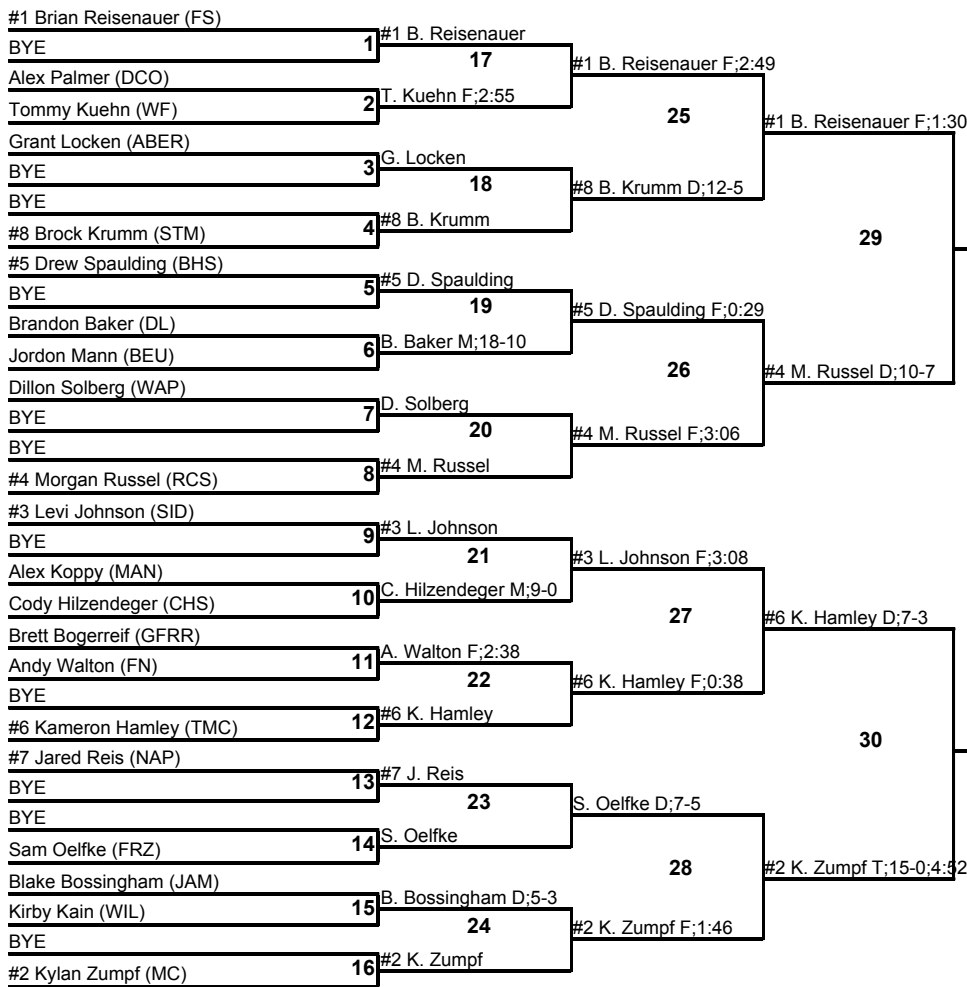 #1 Brian Reisenauer (FS)
BYE
1
Alex Palmer (DCO)
Tommy Kuehn (WF)
2
Grant Locken (ABER)
BYE
3
BYE
#8 Brock Krumm (STM)
4
#5 Drew Spaulding (BHS)
BYE
5
Brandon Baker (DL)
Jordon Mann (BEU)
6
Dillon Solberg (WAP)
BYE
7
BYE
#4 Morgan Russel (RCS)
8
#3 Levi Johnson (SID)
BYE
9
Alex Koppy (MAN)
Cody Hilzendeger (CHS)
10
Brett Bogerreif (GFRR)
Andy Walton (FN)
11
BYE
#6 Kameron Hamley (TMC)
12
#7 Jared Reis (NAP)
BYE
13
BYE
Sam Oelfke (FRZ)
14
Blake Bossingham (JAM)
Kirby Kain (WIL)
15
BYE
#2 Kylan Zumpf (MC)
16
#1 B. Reisenauer
17
T. Kuehn F;2:55
G. Locken
18
#8 B. Krumm
#5 D. Spaulding
19
B. Baker M;18-10
D. Solberg
20
#4 M. Russel
#3 L. Johnson
21
C. Hilzendeger M;9-0
A. Walton F;2:38
22
#6 K. Hamley
#7 J. Reis
23
S. Oelfke
B. Bossingham D;5-3
24
#2 K. Zumpf
#1 B. Reisenauer F;2:49
25
#8 B. Krumm D;12-5
#5 D. Spaulding F;0:29
26
#4 M. Russel F;3:06
#3 L. Johnson F;3:08
27
#6 K. Hamley F;0:38
S. Oelfke D;7-5
28
#2 K. Zumpf F;1:46
#1 B. Reisenauer F;1:30
29
#4 M. Russel D;10-7
#6 K. Hamley D;7-3
30
#2 K. Zumpf T;15-0;4:52